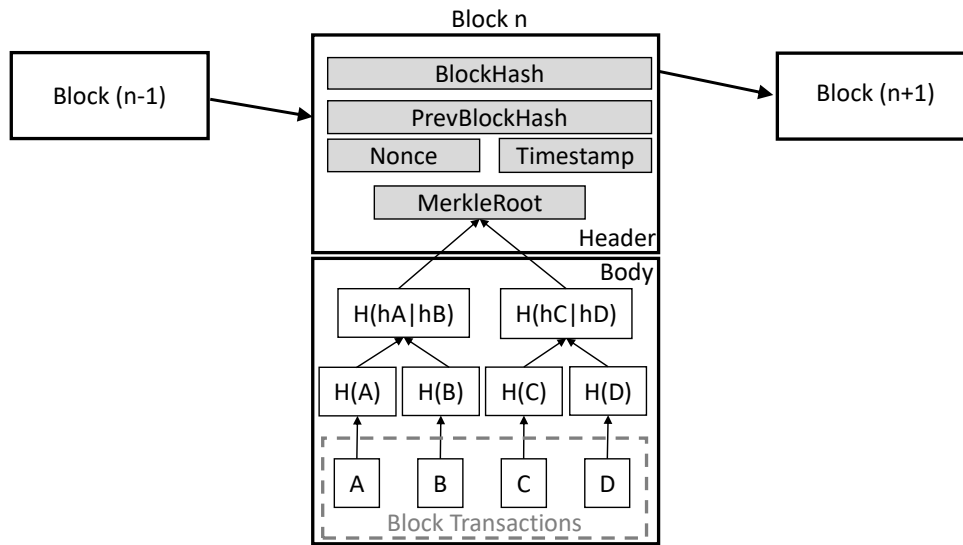 Block n
Block (n-1)
BlockHash
Block (n+1)
PrevBlockHash
Nonce
Timestamp
MerkleRoot
Header
Body
H(hA|hB)
H(hC|hD)
H(A)
H(B)
H(C)
H(D)
A
B
C
D
Block Transactions